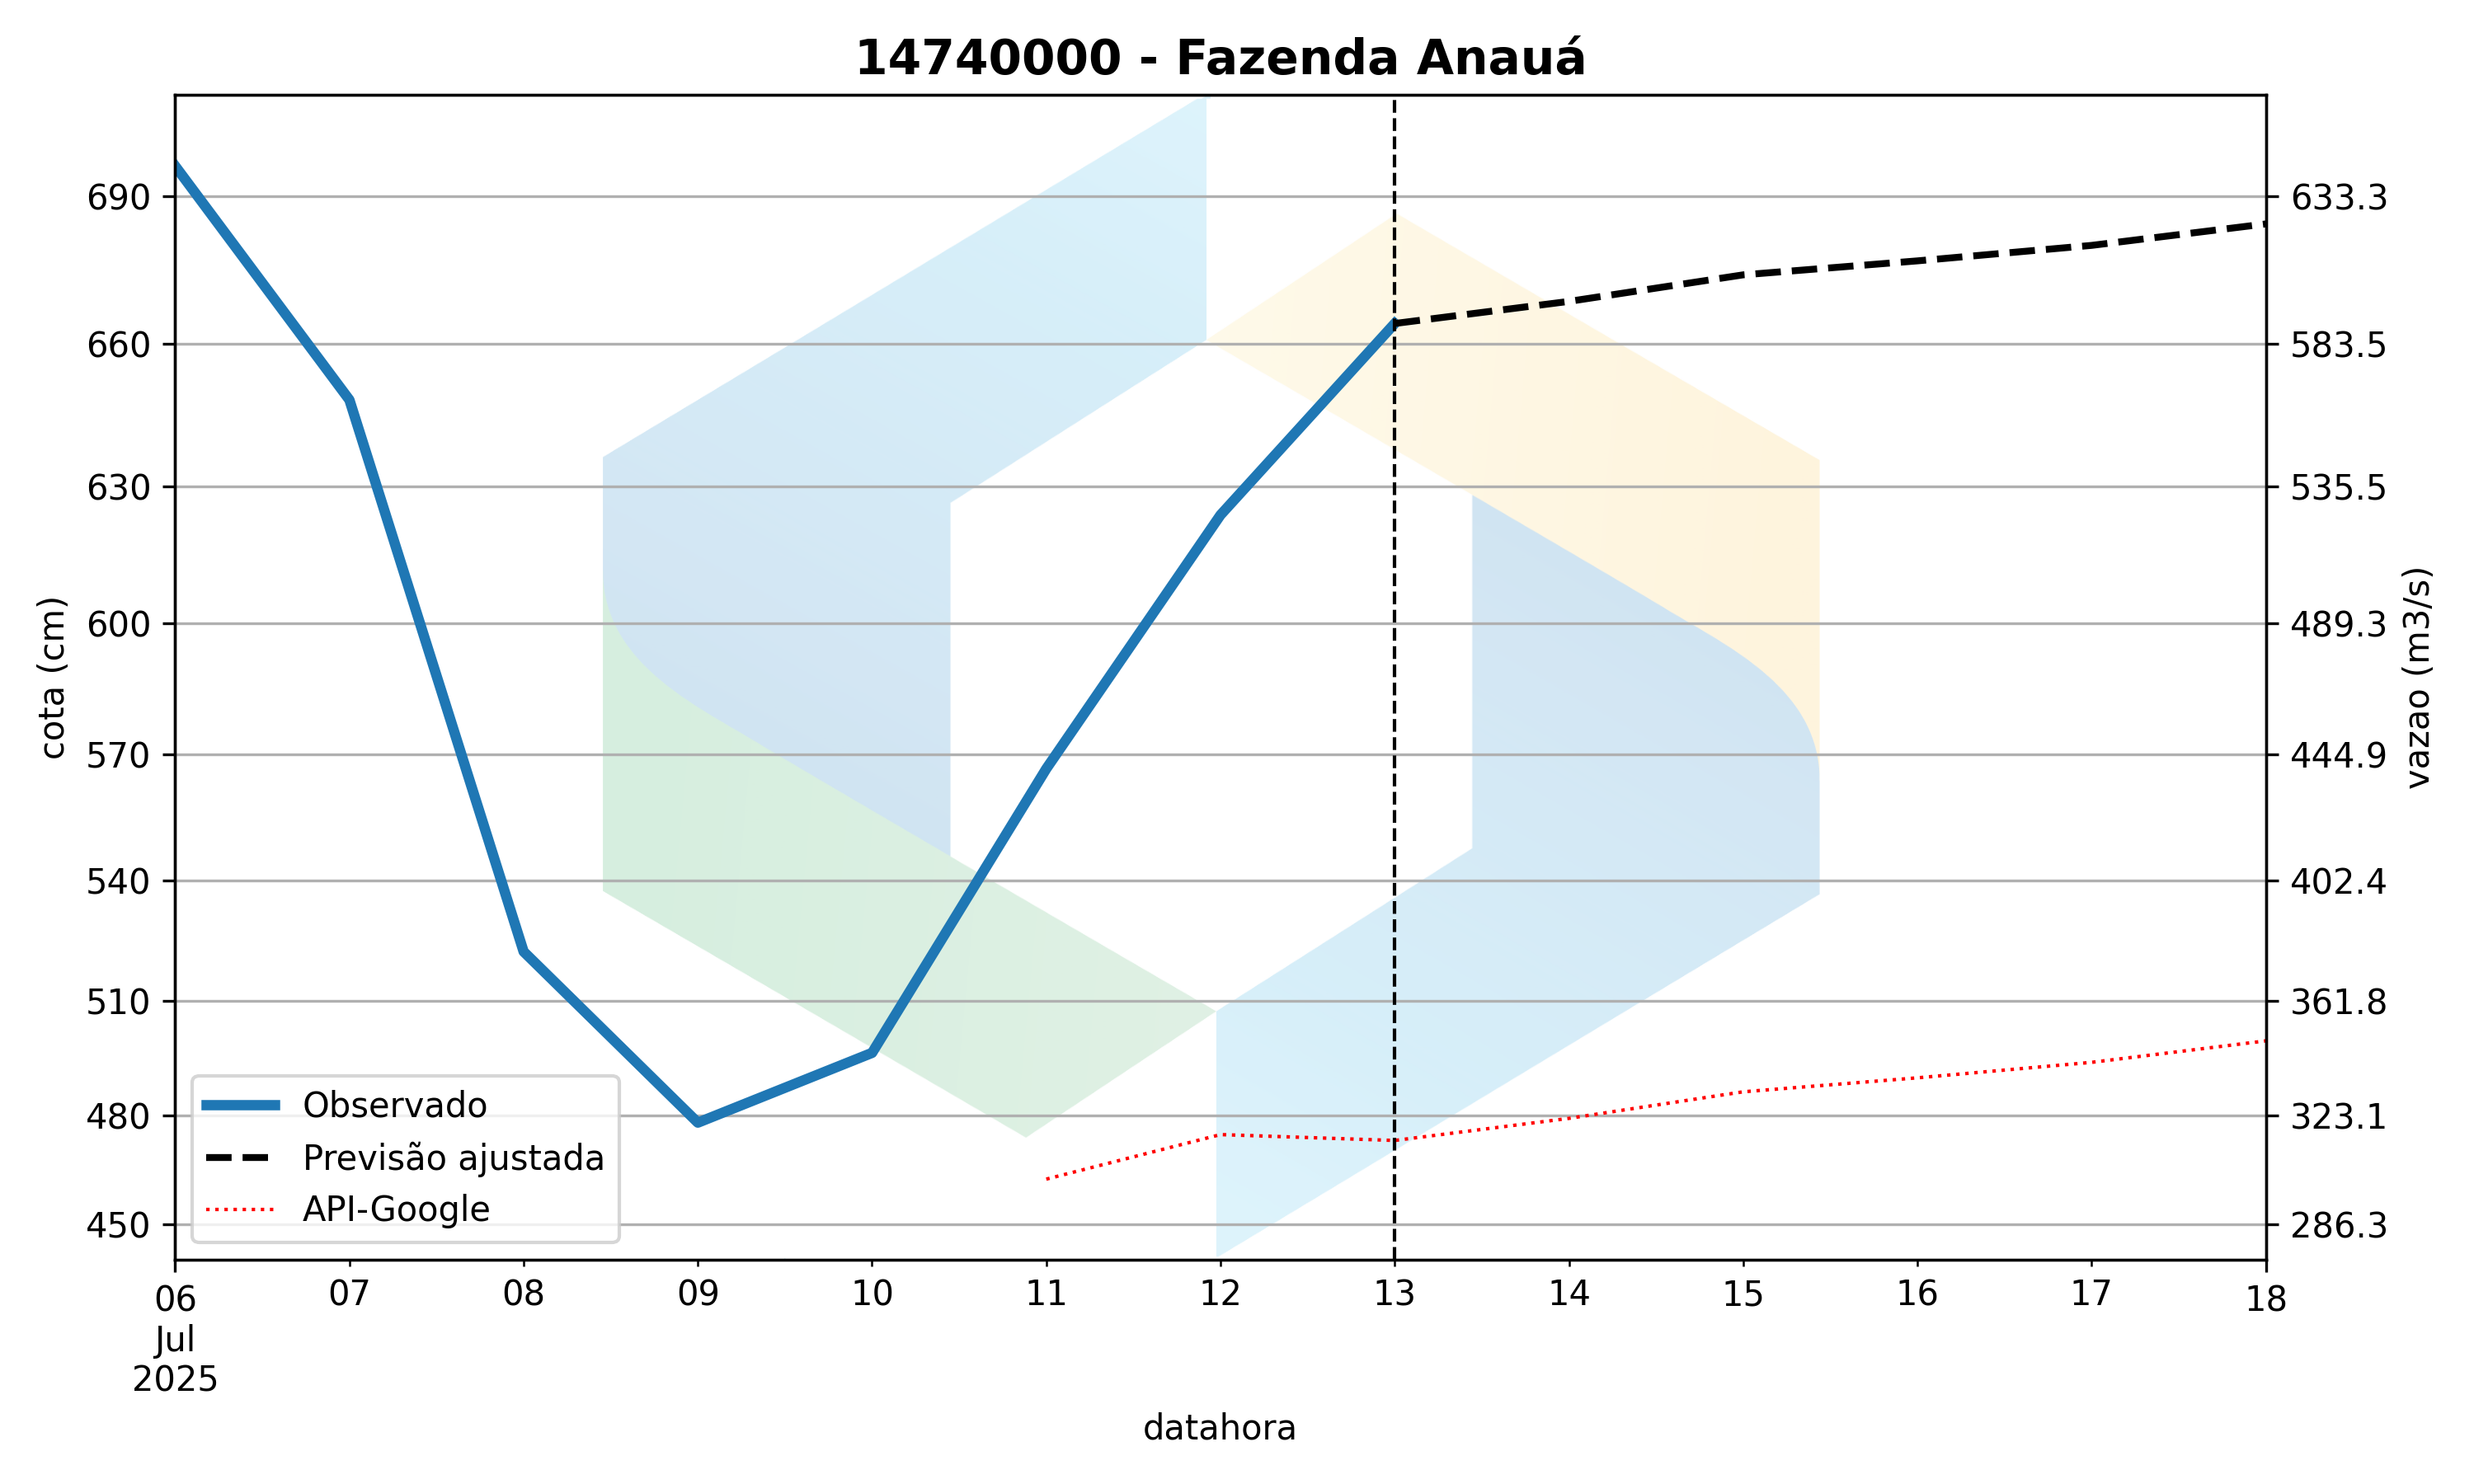 14740000 - Fazenda Anauá
690
660
630
600
570
540
510
480
450
cota (cm)
633.3
583.5
535.5
489.3
444.9
402.4
361.8
323.1
286.3
vazao (m3/s)
Observado
Previsão ajustada
API-Google
06 07 08 09 10 11 12 13 14 15 16 17 18
Jul
2025
datahora